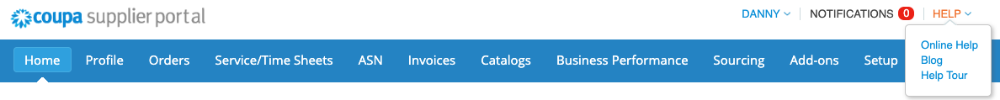 coupa supplier portal
DANNY
NOTIFICATIONS 0
HELP
Home Profile Orders Service/Time Sheets ASN Invoices Catalogs Business Performance Sourcing Add-ons Setup
Online Help
Blog
Help Tour